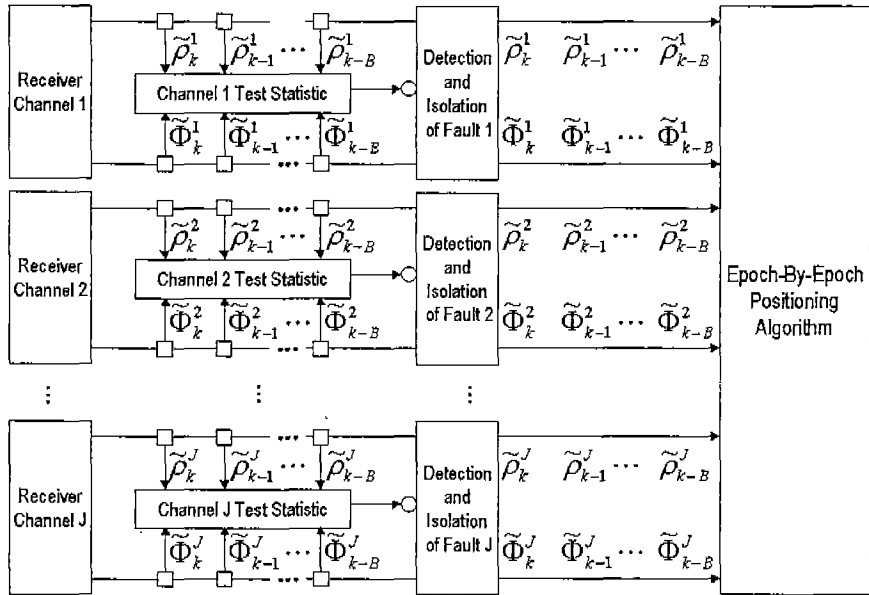 Receiver
Channel 1
ρ̃¹ₖ ρ̃¹ₖ₋₁ ··· ρ̃¹ₖ₋B
Channel 1 Test Statistic
Φ̃¹ₖ Φ̃¹ₖ₋₁ ··· Φ̃¹ₖ₋B
...
Detection
and
Isolation
of Fault 1
ρ̃¹ₖ ρ̃¹ₖ₋₁ ··· ρ̃¹ₖ₋B
Φ̃¹ₖ Φ̃¹ₖ₋₁ ··· Φ̃¹ₖ₋B
Receiver
Channel 2
...
ρ̃²ₖ ρ̃²ₖ₋₁ ··· ρ̃²ₖ₋B
Channel 2 Test Statistic
Φ̃²ₖ Φ̃²ₖ₋₁ ··· Φ̃²ₖ₋B
...
Detection
and
Isolation
of Fault 2
ρ̃²ₖ ρ̃²ₖ₋₁ ··· ρ̃²ₖ₋B
Φ̃²ₖ Φ̃²ₖ₋₁ ··· Φ̃²ₖ₋B
⋮ ⋮ ⋮
Receiver
Channel J
...
ρ̃ᴶₖ ρ̃ᴶₖ₋₁ ··· ρ̃ᴶₖ₋B
Channel J Test Statistic
Φ̃ᴶₖ Φ̃ᴶₖ₋₁ ··· Φ̃ᴶₖ₋B
...
Detection
and
Isolation
of Fault J
ρ̃ᴶₖ ρ̃ᴶₖ₋₁ ··· ρ̃ᴶₖ₋B
Φ̃ᴶₖ Φ̃ᴶₖ₋₁ ··· Φ̃ᴶₖ₋B
Epoch-By-Epoch
Positioning
Algorithm